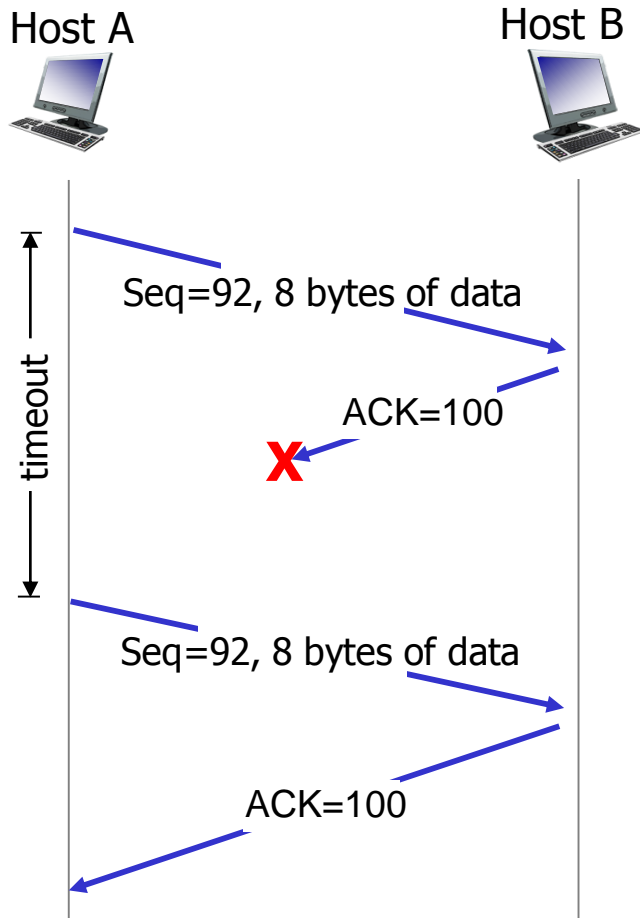 Host A
Host B
Seq=92, 8 bytes of data
ACK=100
X
timeout
Seq=92, 8 bytes of data
ACK=100